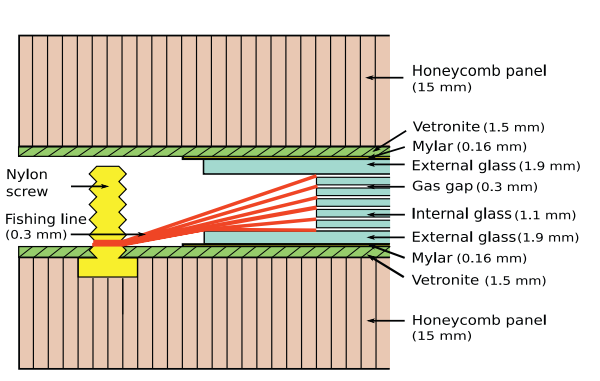 Honeycomb panel
(15 mm)
Vetronite (1.5 mm)
Mylar (0.16 mm)
External glass (1.9 mm)
Gas gap (0.3 mm)
Nylon
screw
Fishing line
(0.3 mm)
Internal glass (1.1 mm)
External glass (1.9 mm)
Mylar (0.16 mm)
Vetronite (1.5 mm)
Honeycomb panel
(15 mm)